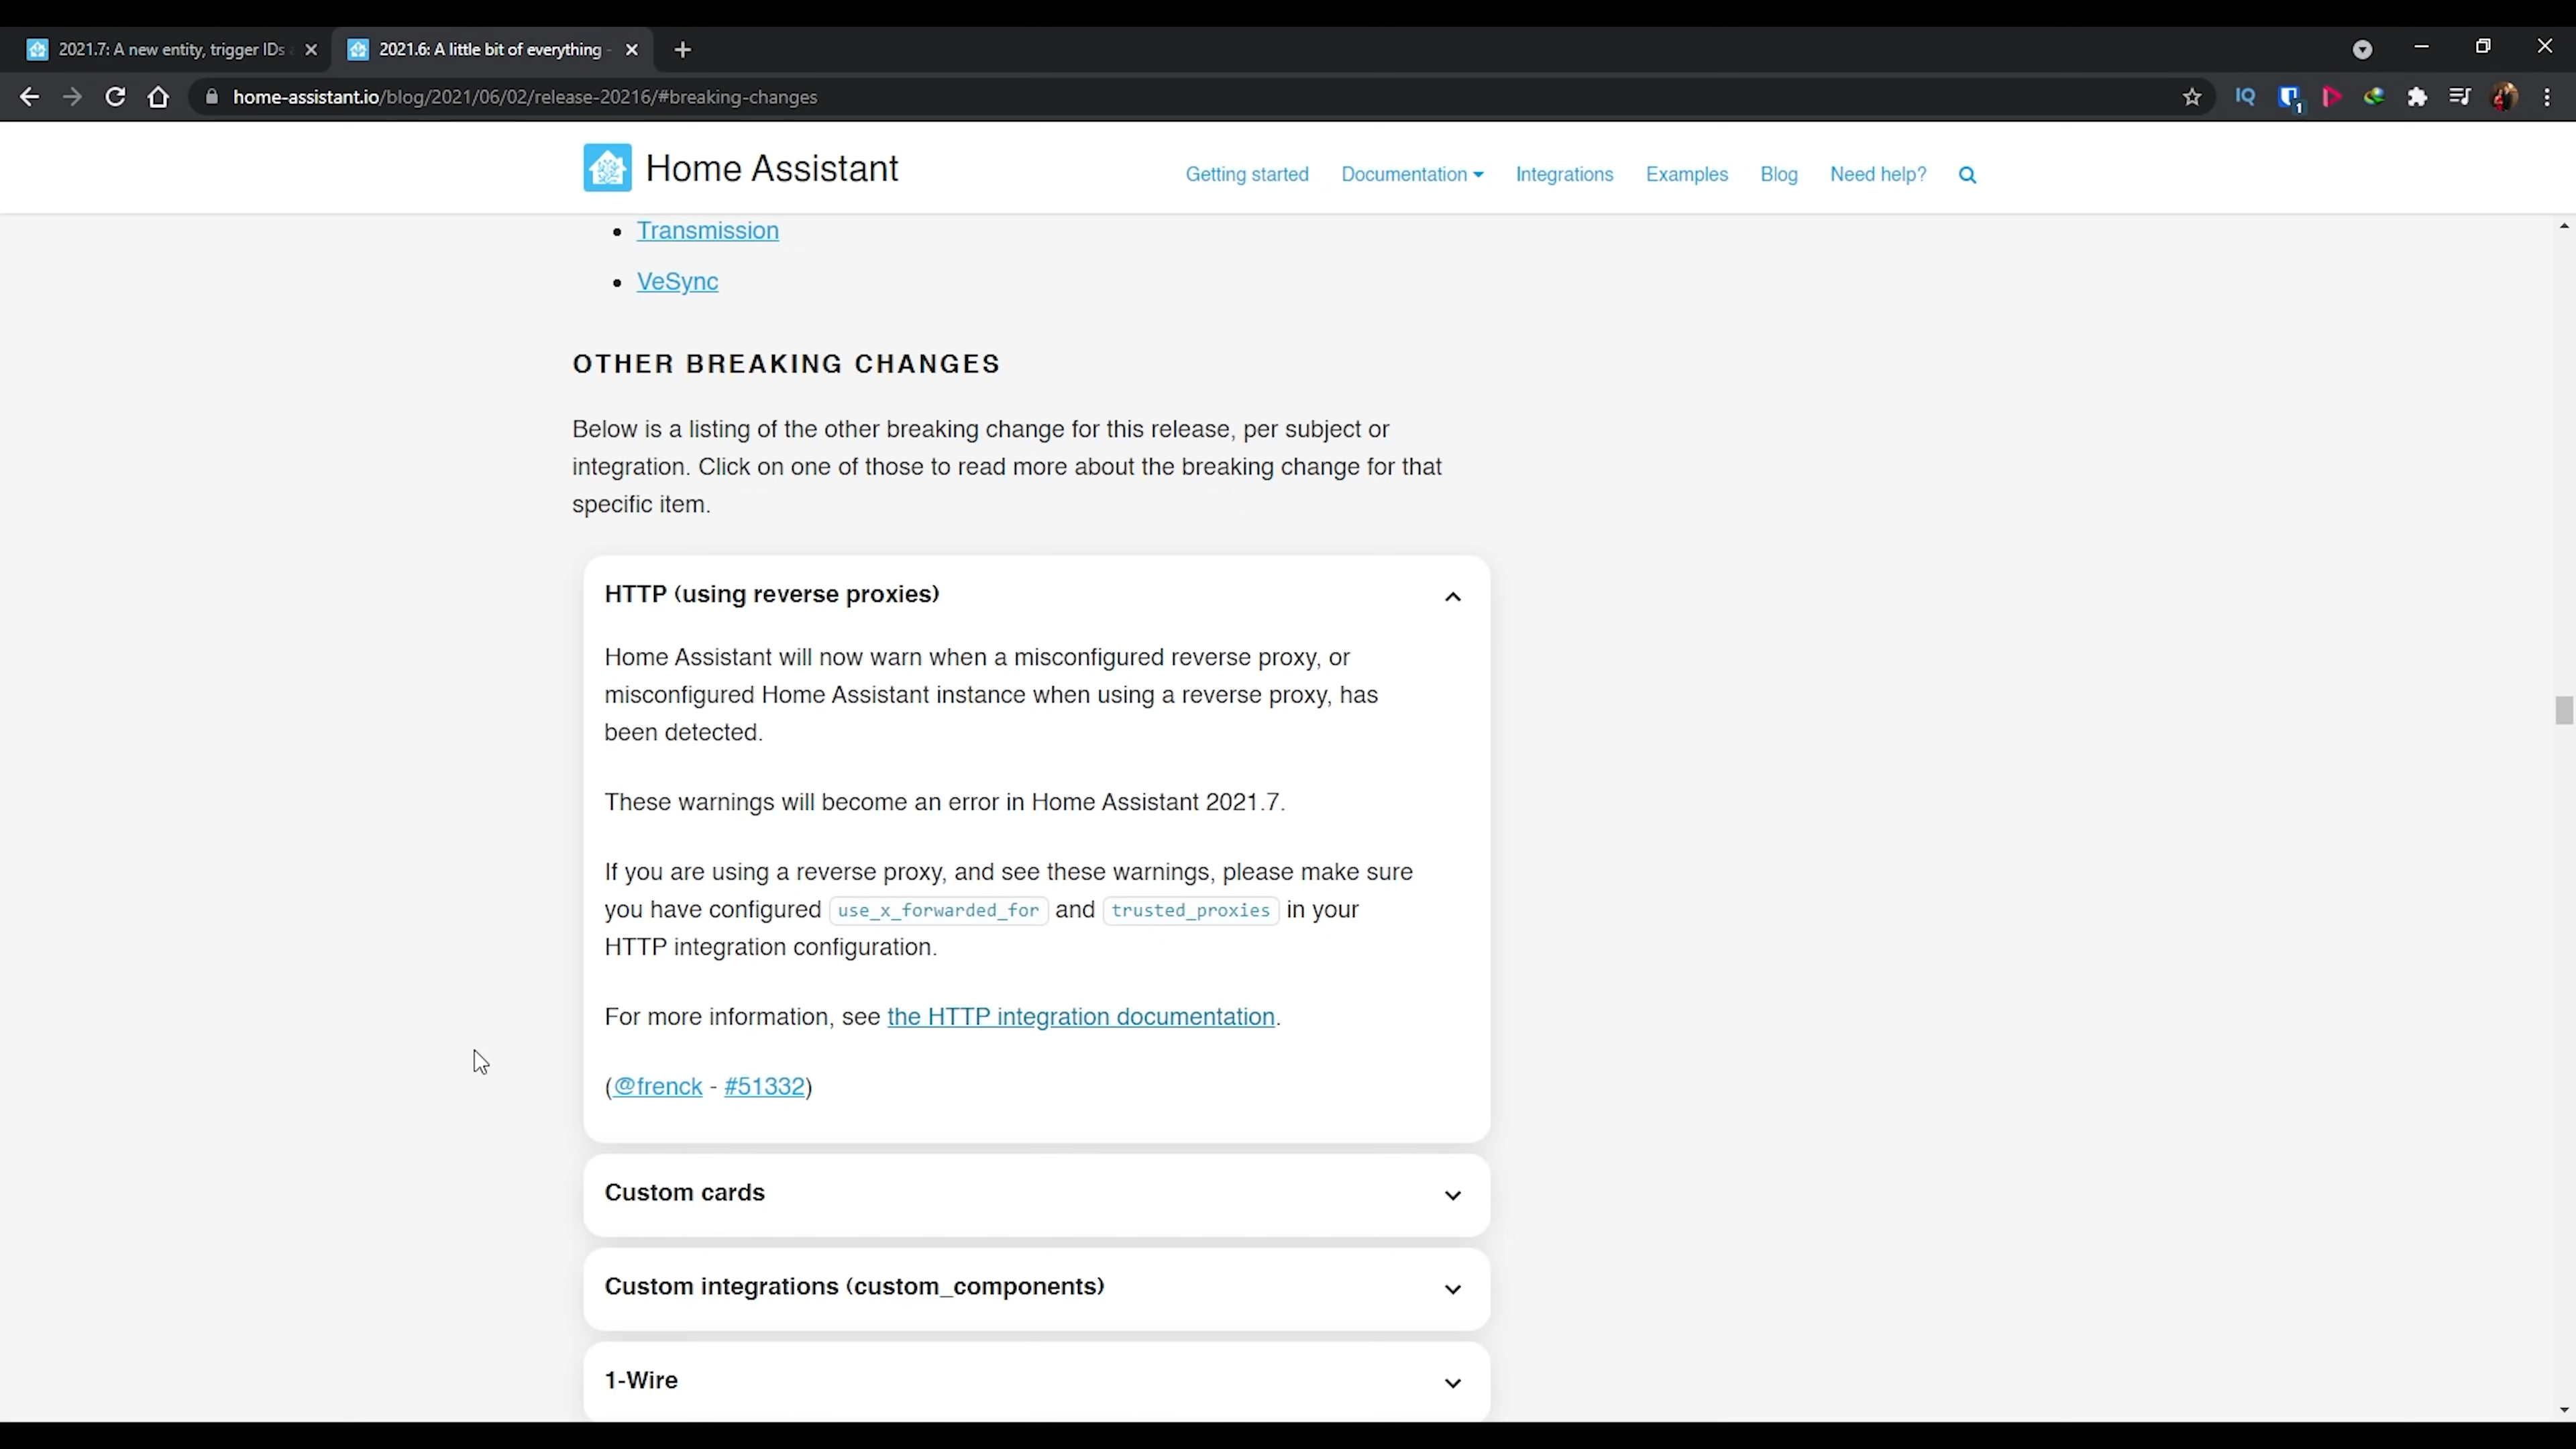 2021.7: A new entity, trigger IDs
2021.6: A little bit of everything -
home-assistant.io/blog/2021/06/02/release-20216/#breaking-changes
IQ
1
Home Assistant
Getting started
Documentation
Integrations
Examples
Blog
Need help?
Transmission
VeSync
OTHER BREAKING CHANGES
Below is a listing of the other breaking change for this release, per subject or
integration. Click on one of those to read more about the breaking change for that
specific item.
HTTP (using reverse proxies)
Home Assistant will now warn when a misconfigured reverse proxy, or
misconfigured Home Assistant instance when using a reverse proxy, has
been detected.
These warnings will become an error in Home Assistant 2021.7.
If you are using a reverse proxy, and see these warnings, please make sure
you have configured use_x_forwarded_for and trusted_proxies in your
HTTP integration configuration.
For more information, see the HTTP integration documentation.
(@frenck - #51332)
Custom cards
Custom integrations (custom_components)
1-Wire